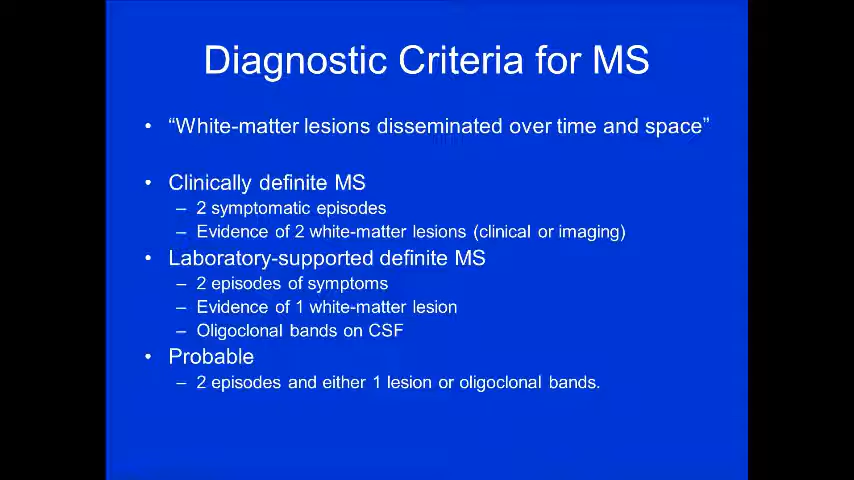 Diagnostic Criteria for MS
• “White-matter lesions disseminated over time and space”
• Clinically definite MS
– 2 symptomatic episodes
– Evidence of 2 white-matter lesions (clinical or imaging)
• Laboratory-supported definite MS
– 2 episodes of symptoms
– Evidence of 1 white-matter lesion
– Oligoclonal bands on CSF
• Probable
– 2 episodes and either 1 lesion or oligoclonal bands.